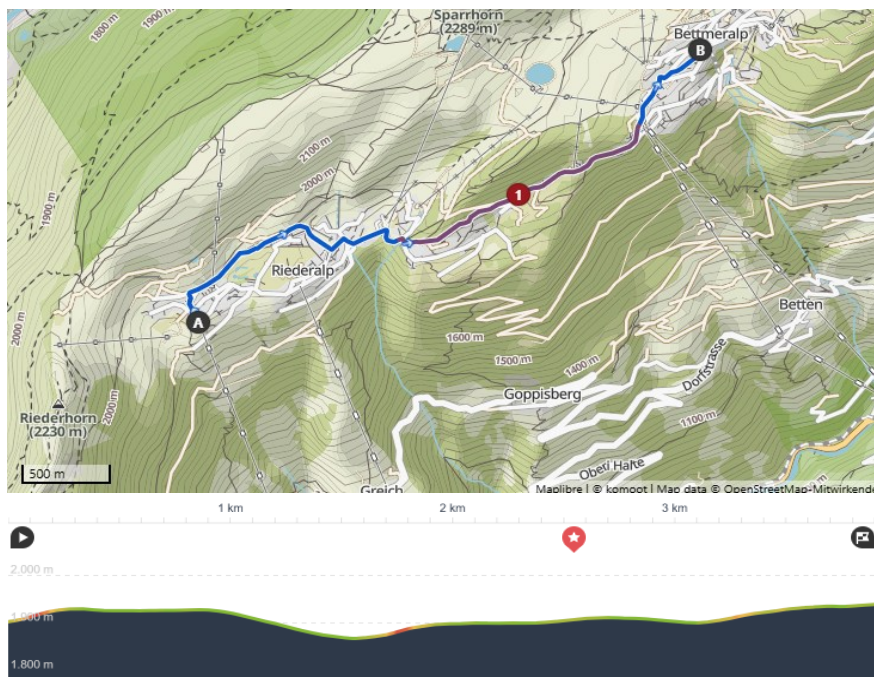 1800 m
1900 m
Sparrhorn
(2289 m)
Bettmeralp
B
2100 m
2000 m
1900 m
1
Riederalp
A
Betten
2000 m
1600 m
1500 m
1400 m
Dorfstrasse
Goppisberg
2000 m
Riederhorn
(2230 m)
1100 m
Oberi Halte
500 m
Greich
Maplibre | © komoot | Map data © OpenStreetMap-Mitwirkende
1 km
2 km
3 km
2,000 m
1,900 m
1.800 m